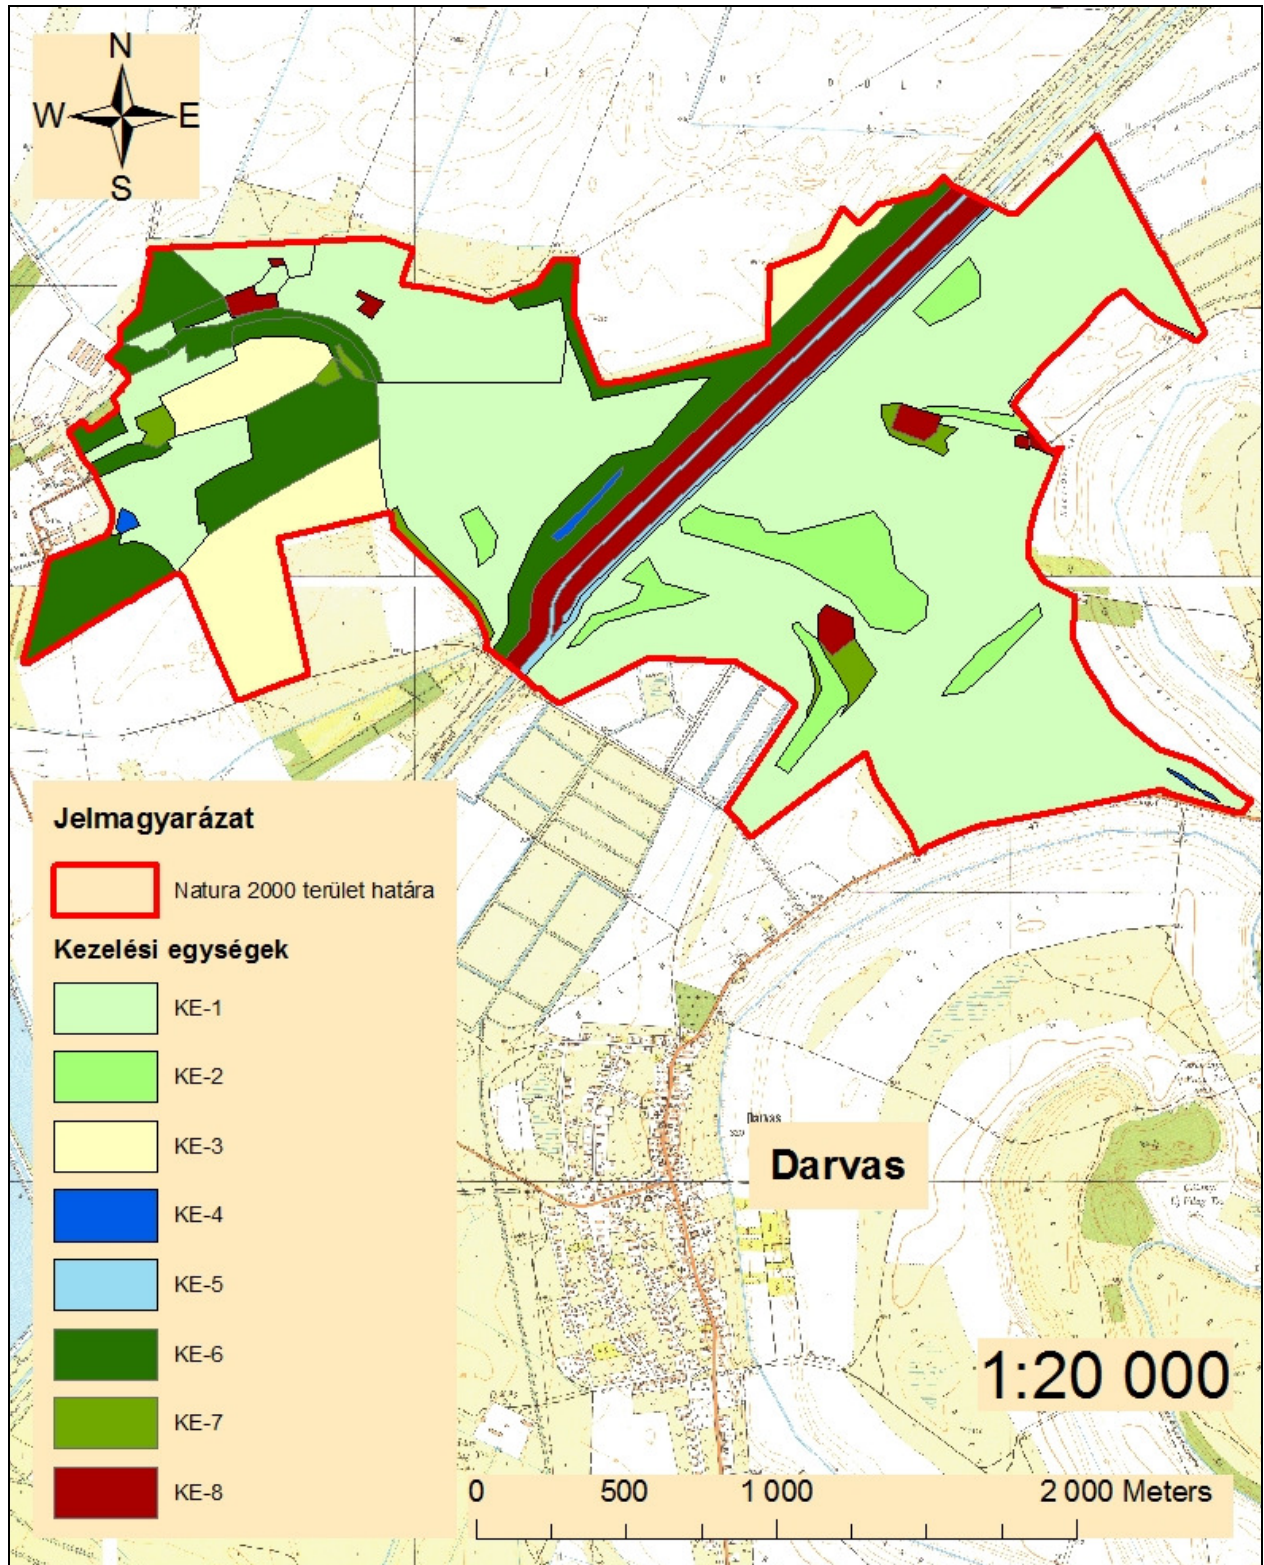 N
W E
S
Jelmagyarázat
Natura 2000 terület határa
Kezelési egységek
KE-1
KE-2
KE-3
KE-4
KE-5
KE-6
KE-7
KE-8
Darvas
Darvas
1:20 000
0 500 1 000 2 000 Meters